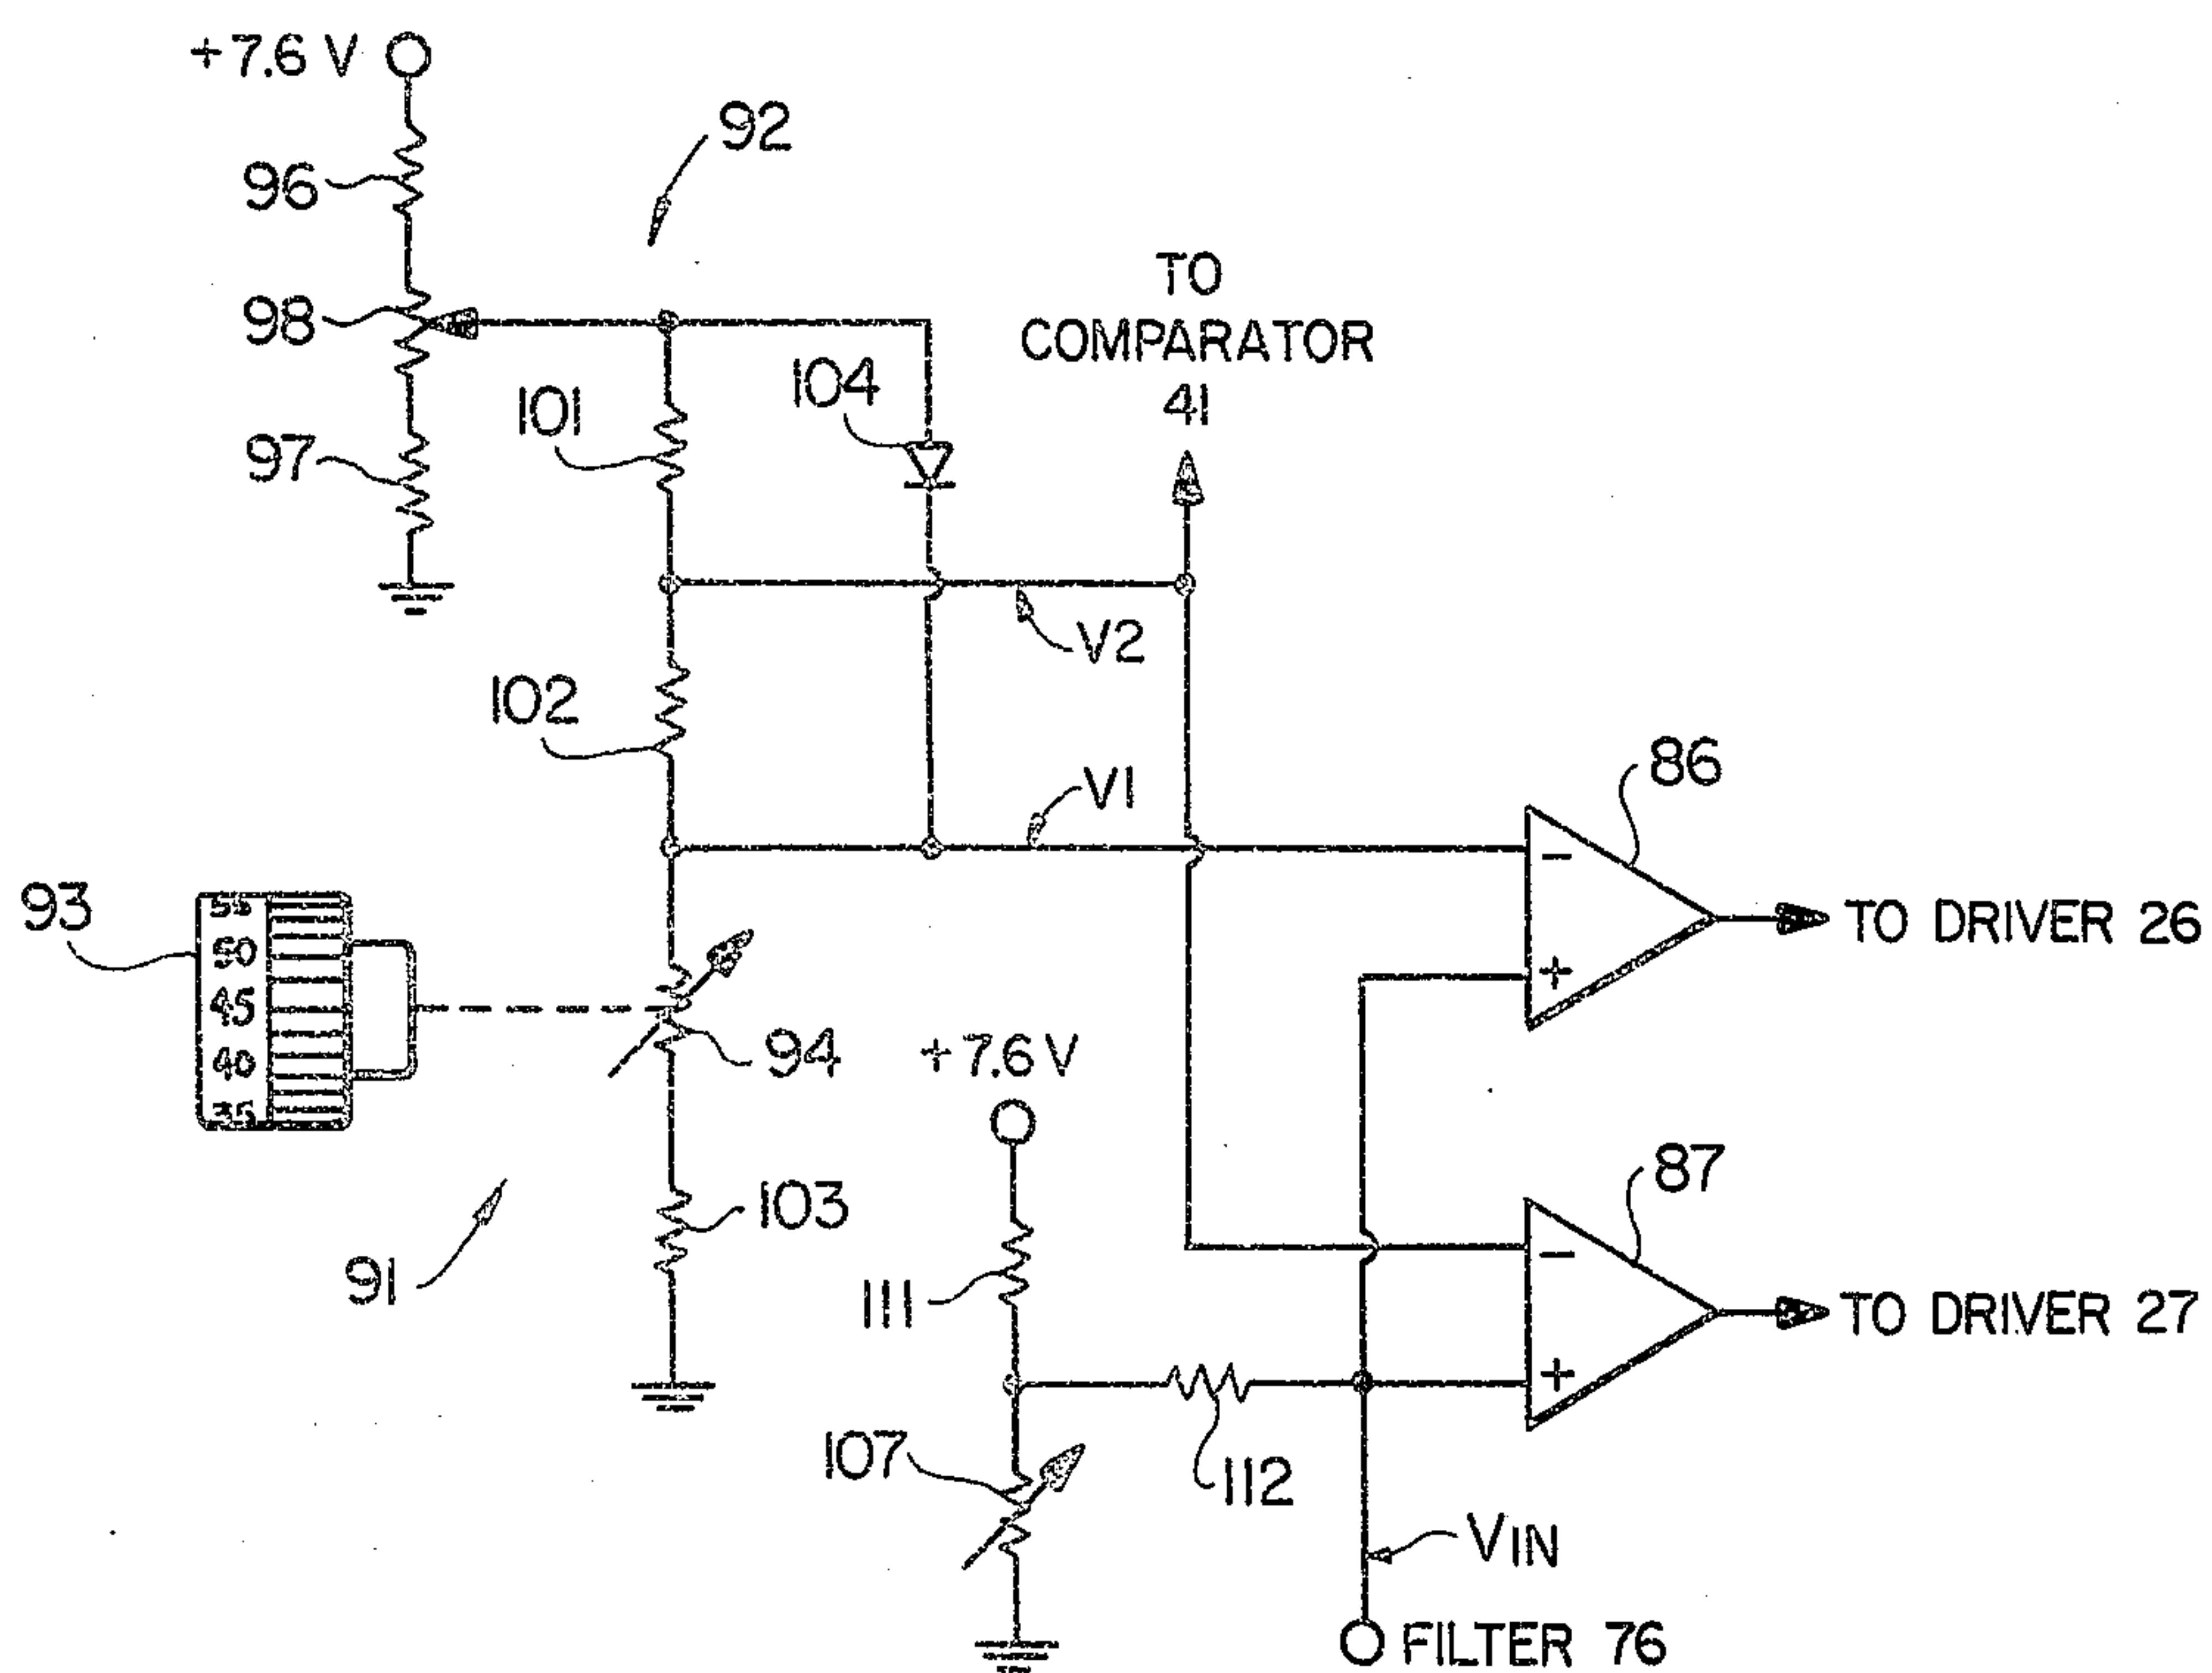 +7.6 V
92
96
98
97
101
104
TO
COMPARATOR
41
V2
102
V1
86
93
55
50
45
40
35
TO DRIVER 26
94
+7.6 V
103
91
87
111
TO DRIVER 27
107
112
VIN
FILTER 76